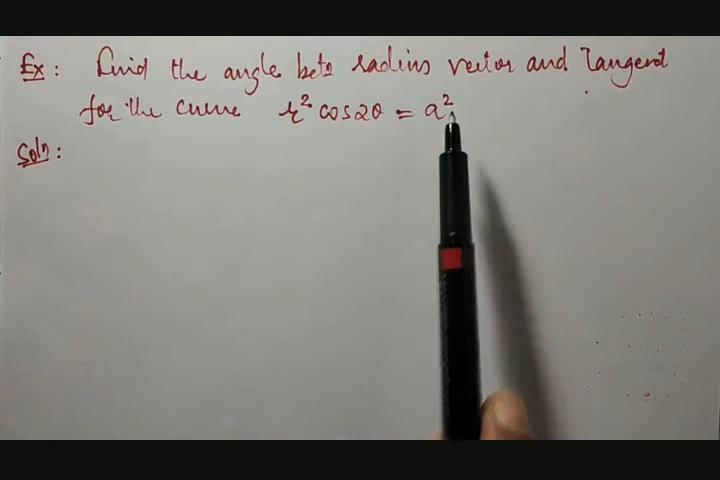 Ex: Find the angle betn radius vector and Tangent
for the curve r² cos2θ = a²
Soln: